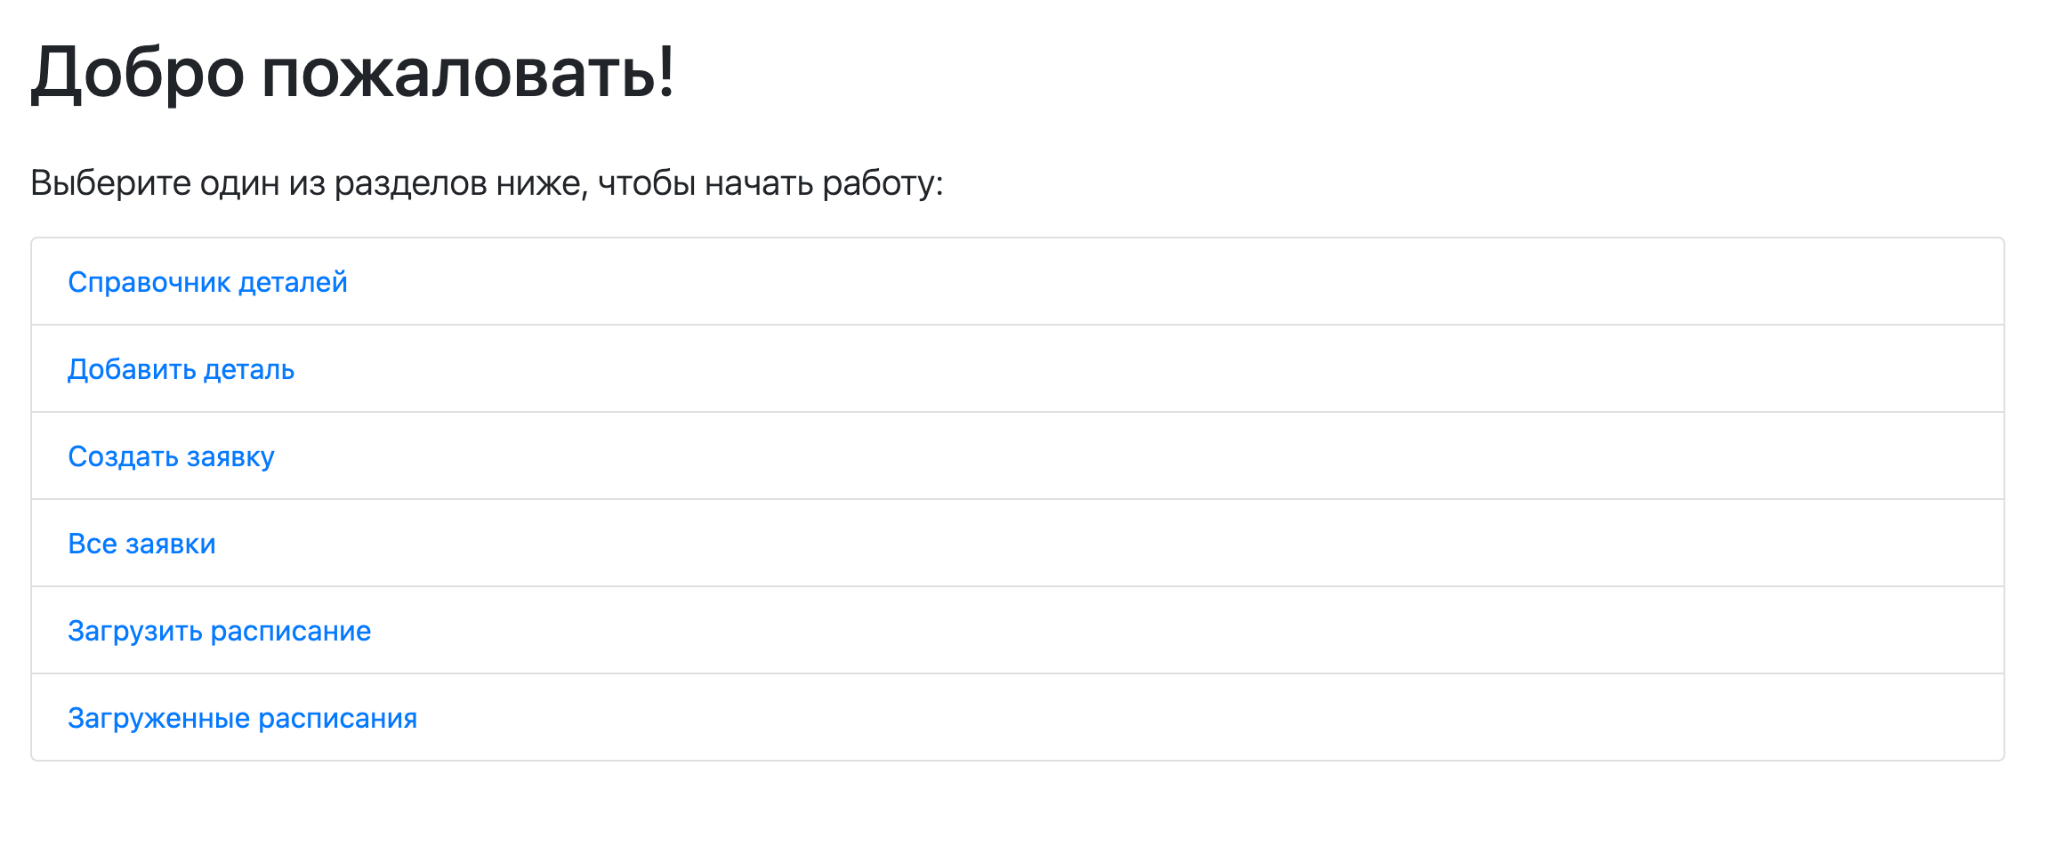 Добро пожаловать!
Выберите один из разделов ниже, чтобы начать работу:
Справочник деталей
Добавить деталь
Создать заявку
Все заявки
Загрузить расписание
Загруженные расписания